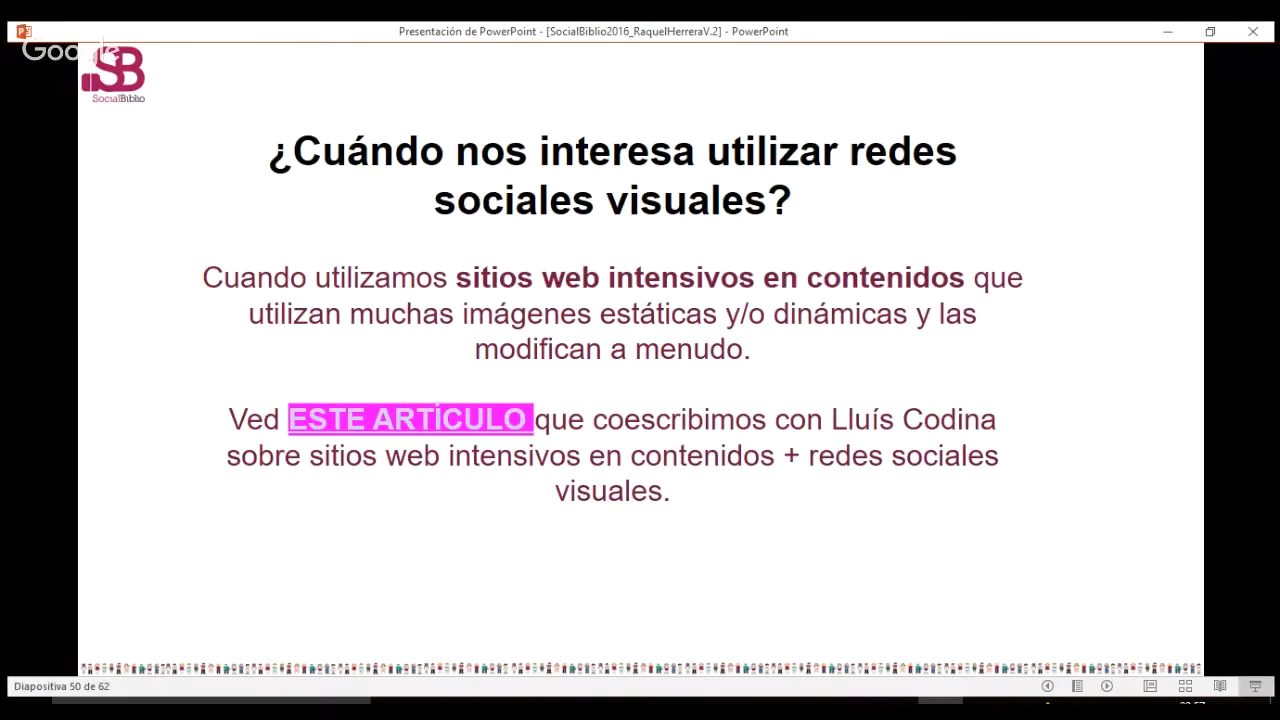 Presentación de PowerPoint - [SocialBiblio2016_RaquelHerreraV.2] - PowerPoint
Google
SB
SocialBiblio
¿Cuándo nos interesa utilizar redes
sociales visuales?
Cuando utilizamos sitios web intensivos en contenidos que
utilizan muchas imágenes estáticas y/o dinámicas y las
modifican a menudo.
Ved ESTE ARTÍCULO que coescribimos con Lluís Codina
sobre sitios web intensivos en contenidos + redes sociales
visuales.
Diapositiva 50 de 62